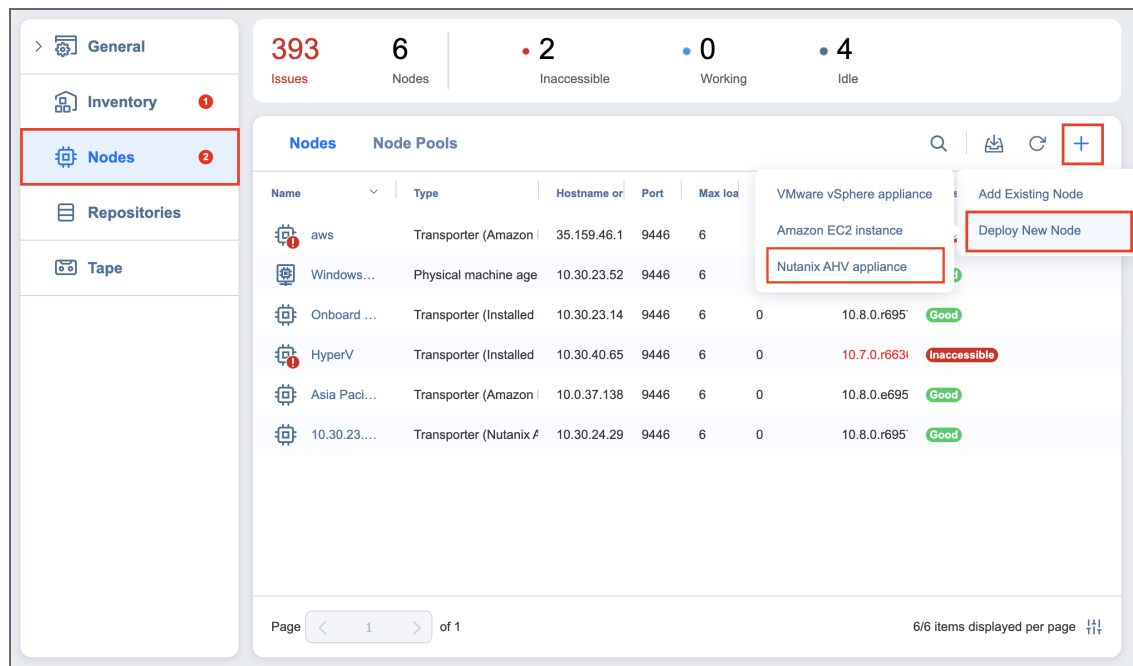 General
Inventory 1
Nodes 2
Repositories
Tape
393 6 2 0 4
Issues Nodes Inaccessible Working Idle
Nodes Node Pools
Name Type Hostname or Port Max loa
VMware vSphere appliance
Amazon EC2 instance
Nutanix AHV appliance
Add Existing Node
Deploy New Node
aws Transporter (Amazon 35.159.46.1 9446 6
Windows... Physical machine age 10.30.23.52 9446 6
Onboard ... Transporter (Installed 10.30.23.14 9446 6 0 10.8.0.r695 Good
HyperV Transporter (Installed 10.30.40.65 9446 6 0 10.7.0.r663 Inaccessible
Asia Paci... Transporter (Amazon 10.0.37.138 9446 6 0 10.8.0.e695 Good
10.30.23.... Transporter (Nutanix A 10.30.24.29 9446 6 0 10.8.0.r695 Good
Page 1 of 1 6/6 items displayed per page